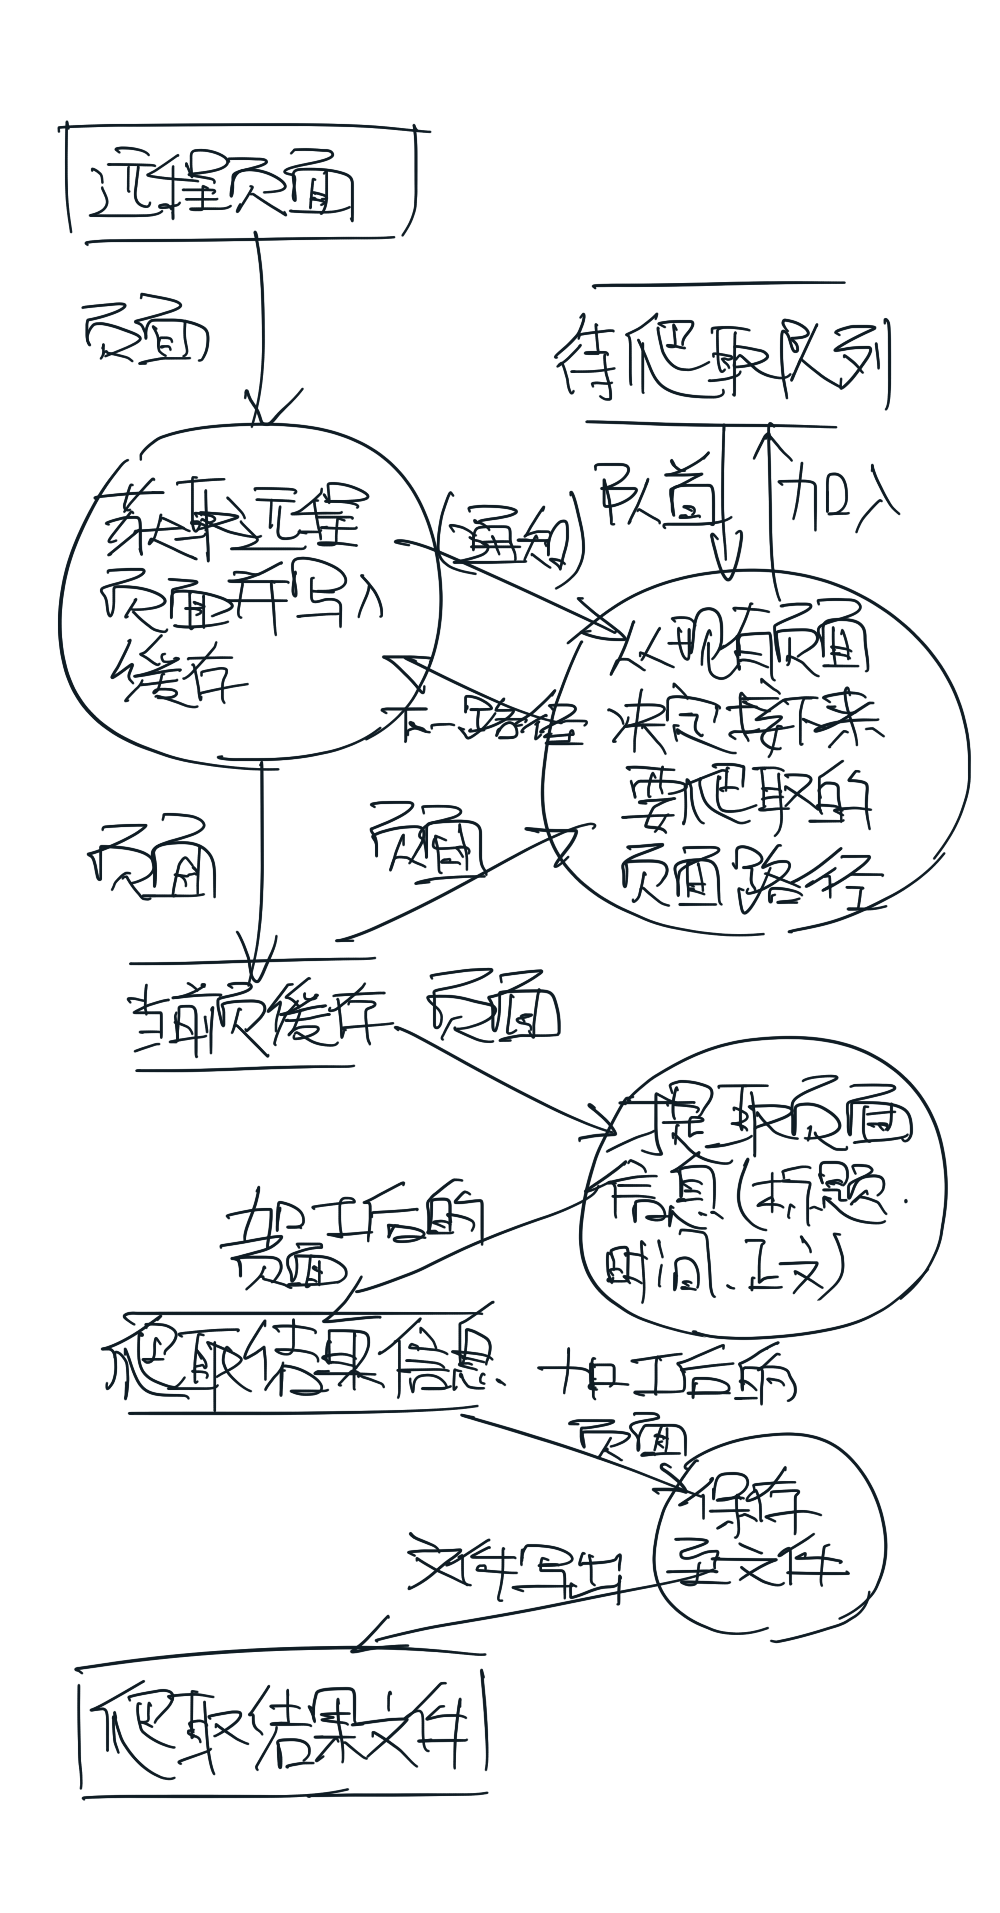 远程页面
页面
待爬取队列
队首
加入
获取远程
页面并写入
缓存
(通知)
下一路径
从现有页面
来定接下来
要爬取的
页面路径
页面
页面
当前页缓存
页面
提取页面
信息(标题、
时间、正文)
加工后的
页面
爬取结果信息
加工后的
页面
保存
至文件
文件写出
爬取结果文件